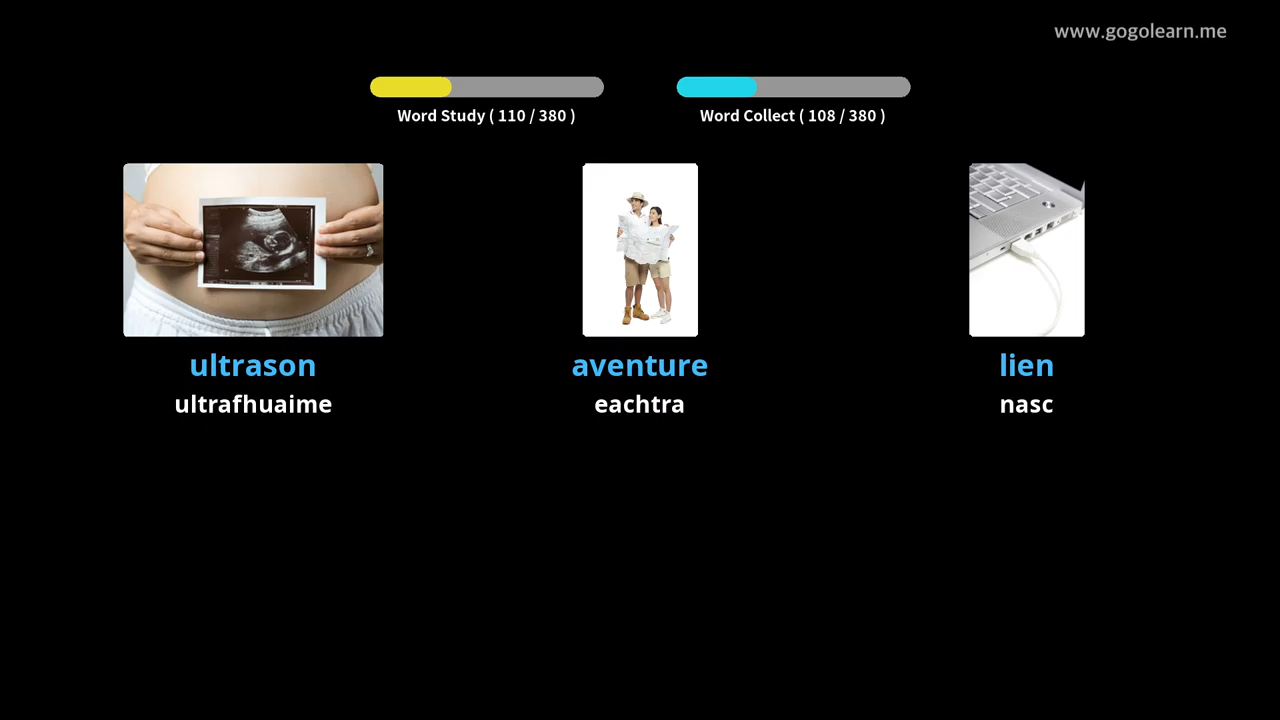 www.gogolearn.me
Word Study ( 110 / 380 )
Word Collect ( 108 / 380 )
ultrason
ultrafhuaime
aventure
eachtra
lien
nasc